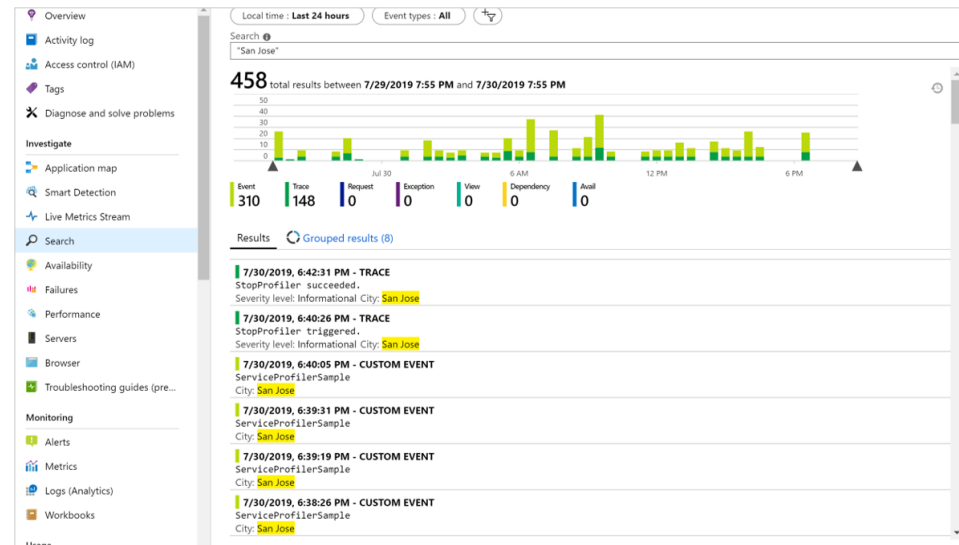 Overview
Activity log
Access control (IAM)
Tags
Diagnose and solve problems
Investigate
Application map
Smart Detection
Live Metrics Stream
Search
Availability
Failures
Performance
Servers
Browser
Troubleshooting guides (pre...
Monitoring
Alerts
Metrics
Logs (Analytics)
Workbooks
Local time : Last 24 hours
Event types : All
Search
"San Jose"
458 total results between 7/29/2019 7:55 PM and 7/30/2019 7:55 PM
50
40
30
20
10
0
Jul 30
6 AM
12 PM
6 PM
Event
310
Trace
148
Request
0
Exception
0
View
0
Dependency
0
Avail
0
Results
Grouped results (8)
7/30/2019, 6:42:31 PM - TRACE
StopProfiler succeeded.
Severity level: Informational City: San Jose
7/30/2019, 6:40:26 PM - TRACE
StopProfiler triggered.
Severity level: Informational City: San Jose
7/30/2019, 6:40:05 PM - CUSTOM EVENT
ServiceProfilerSample
City: San Jose
7/30/2019, 6:39:31 PM - CUSTOM EVENT
ServiceProfilerSample
City: San Jose
7/30/2019, 6:39:19 PM - CUSTOM EVENT
ServiceProfilerSample
City: San Jose
7/30/2019, 6:38:26 PM - CUSTOM EVENT
ServiceProfilerSample
City: San Jose